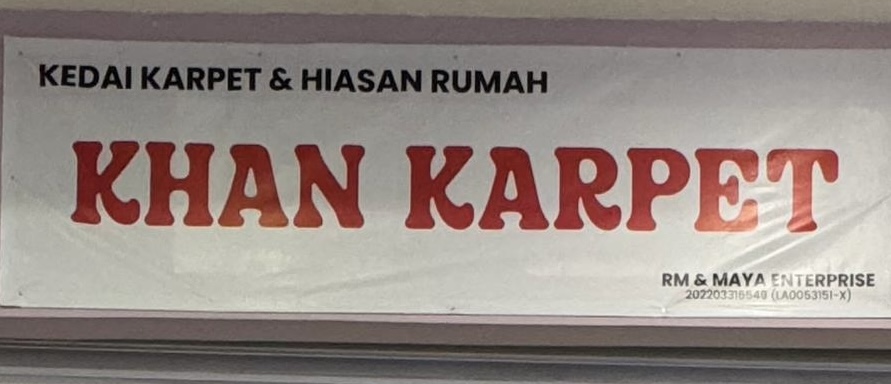 KEDAI KARPET & HIASAN RUMAH
KHAN KARPET
RM & MAYA ENTERPRISE
202203316549 (LA0053151-X)